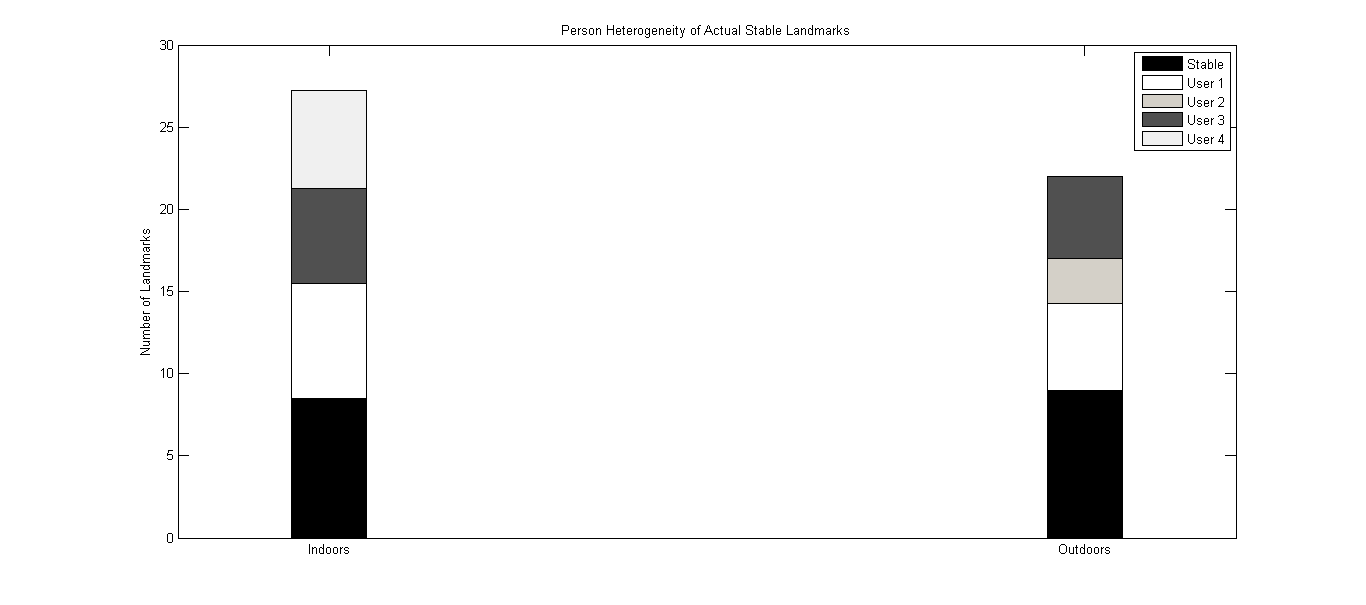 Person Heterogeneity of Actual Stable Landmarks
30
25
20
15
10
5
0
Number of Landmarks
Indoors
Outdoors
Stable
User 1
User 2
User 3
User 4